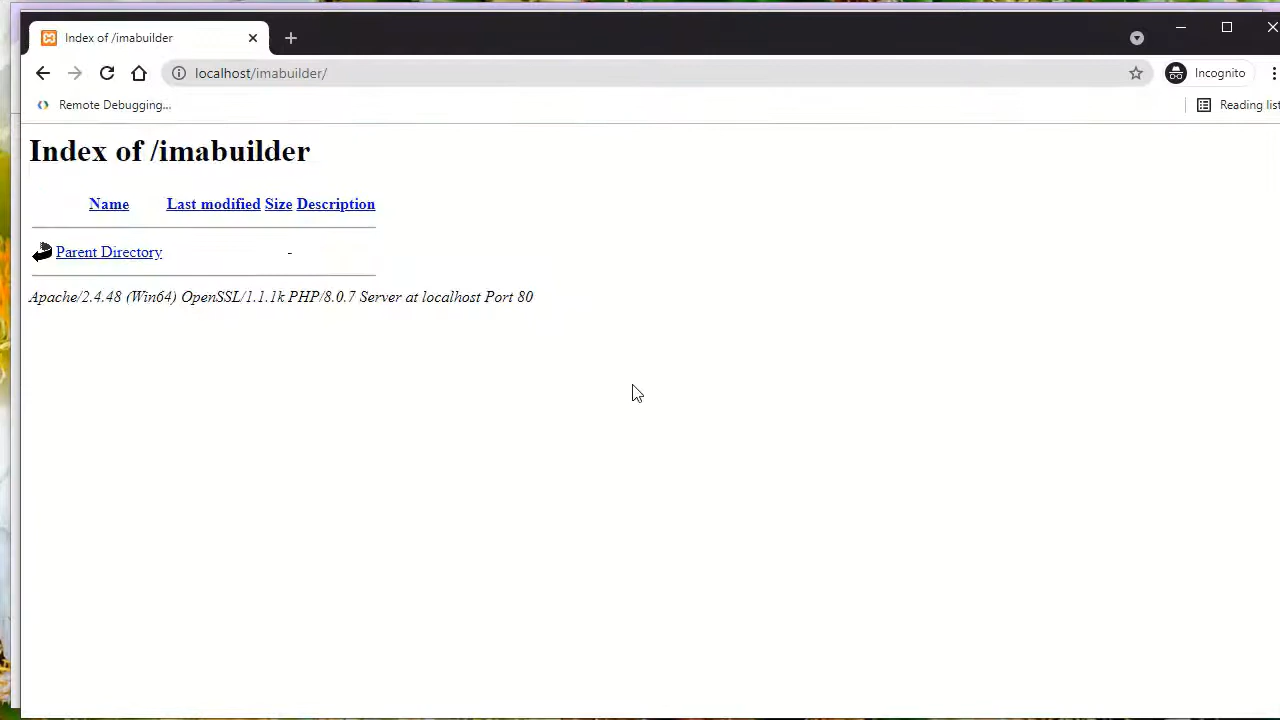 Index of /imabuilder
localhost/imabuilder/
Incognito
Remote Debugging...
Reading list
Index of /imabuilder
Name Last modified Size Description
Parent Directory -
Apache/2.4.48 (Win64) OpenSSL/1.1.1k PHP/8.0.7 Server at localhost Port 80